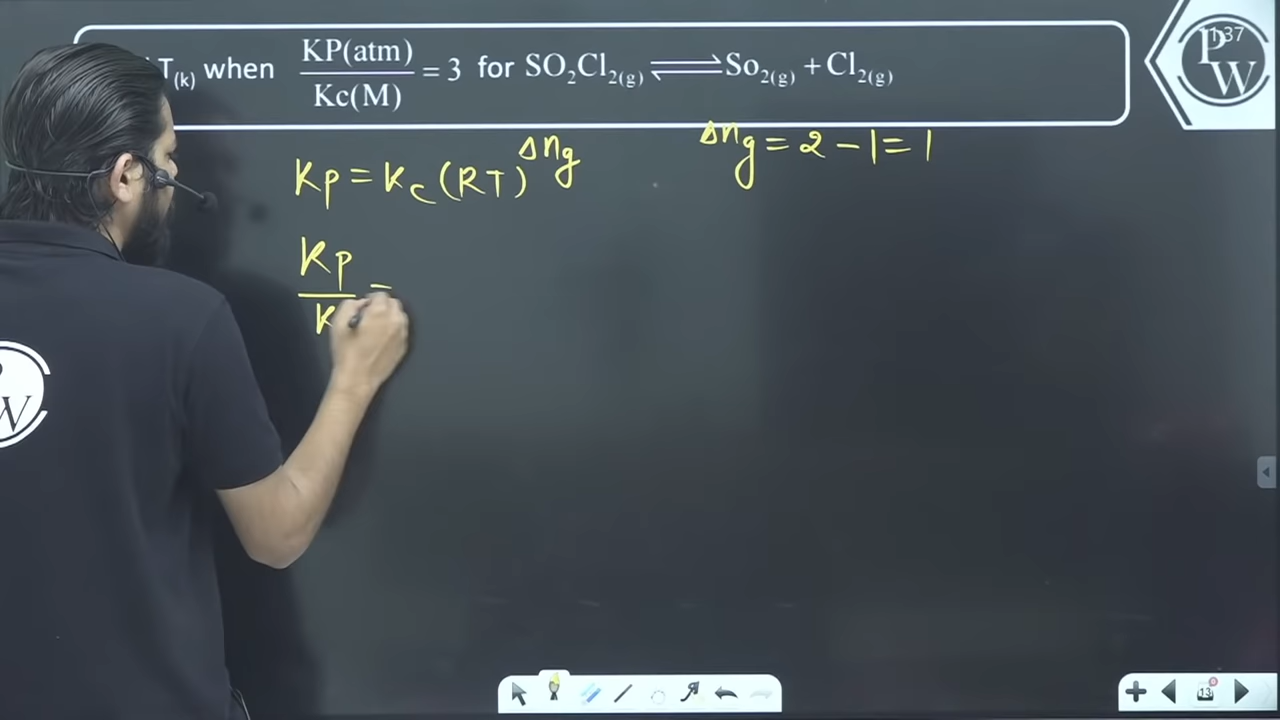 T(k) when KP(atm)/Kc(M) = 3 for SO₂Cl₂(g) ⇌ So₂(g) + Cl₂(g)
Kp = Kc (RT)^Δng
Δng = 2 - 1 = 1
Kp/K =
PW
1:37
W
13